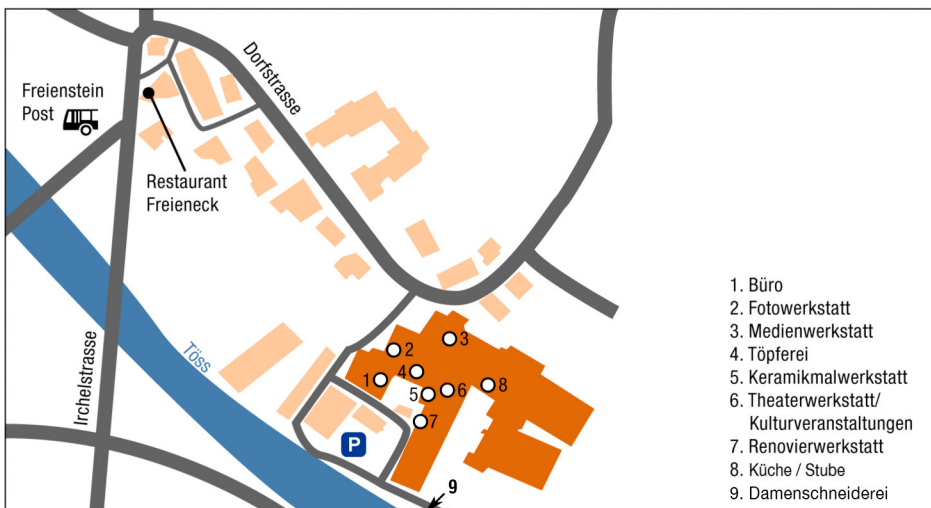 Freienstein
Post
Dorfstrasse
Restaurant
Freieneck
Irchelstrasse
Töss
1
2
3
4
5
6
7
8
P
9
1. Büro
2. Fotowerkstatt
3. Medienwerkstatt
4. Töpferei
5. Keramikmalwerkstatt
6. Theaterwerkstatt/
Kulturveranstaltungen
7. Renovierwerkstatt
8. Küche / Stube
9. Damenschneiderei